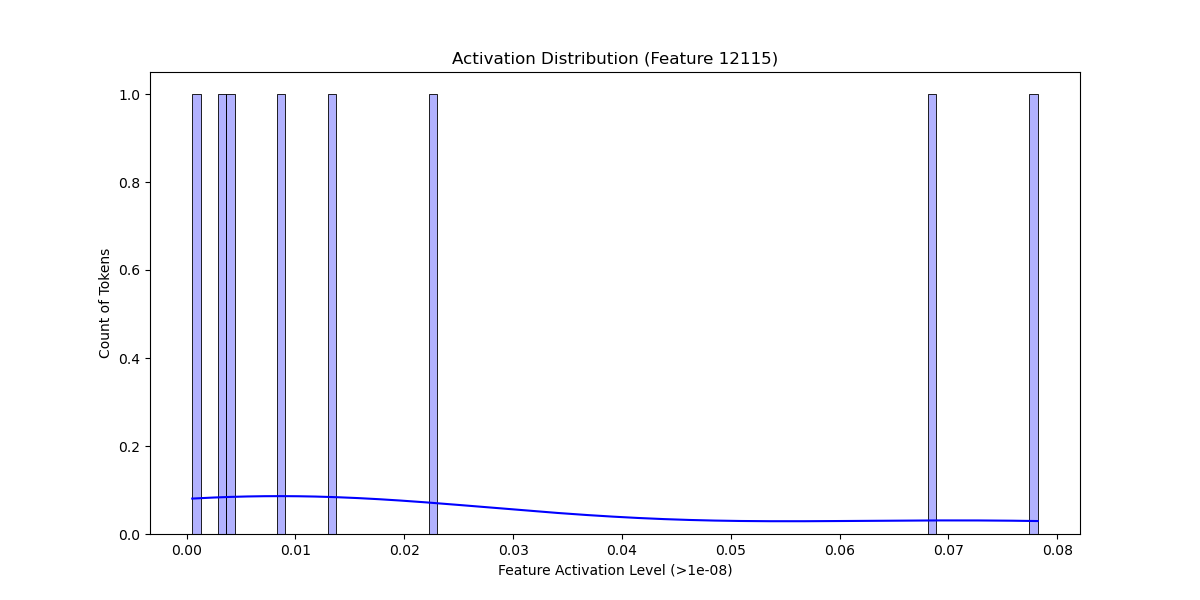 Activation Distribution (Feature 12115)
1.0
0.8
0.6
0.4
0.2
0.0
Count of Tokens
0.00 0.01 0.02 0.03 0.04 0.05 0.06 0.07 0.08
Feature Activation Level (>1e-08)